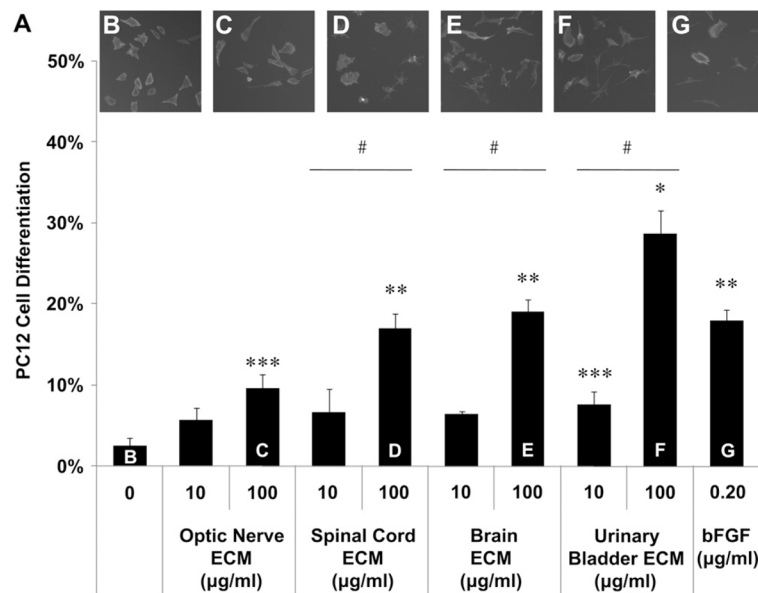 A
B
C
D
E
F
G
50%
40%
30%
20%
10%
0%
PC12 Cell Differentiation
#
#
#
***
**
**
***
*
**
B
C
D
E
F
G
0
10
100
10
100
10
100
10
100
0.20
Optic Nerve
ECM
(µg/ml)
Spinal Cord
ECM
(µg/ml)
Brain
ECM
(µg/ml)
Urinary
Bladder ECM
(µg/ml)
bFGF
(µg/ml)